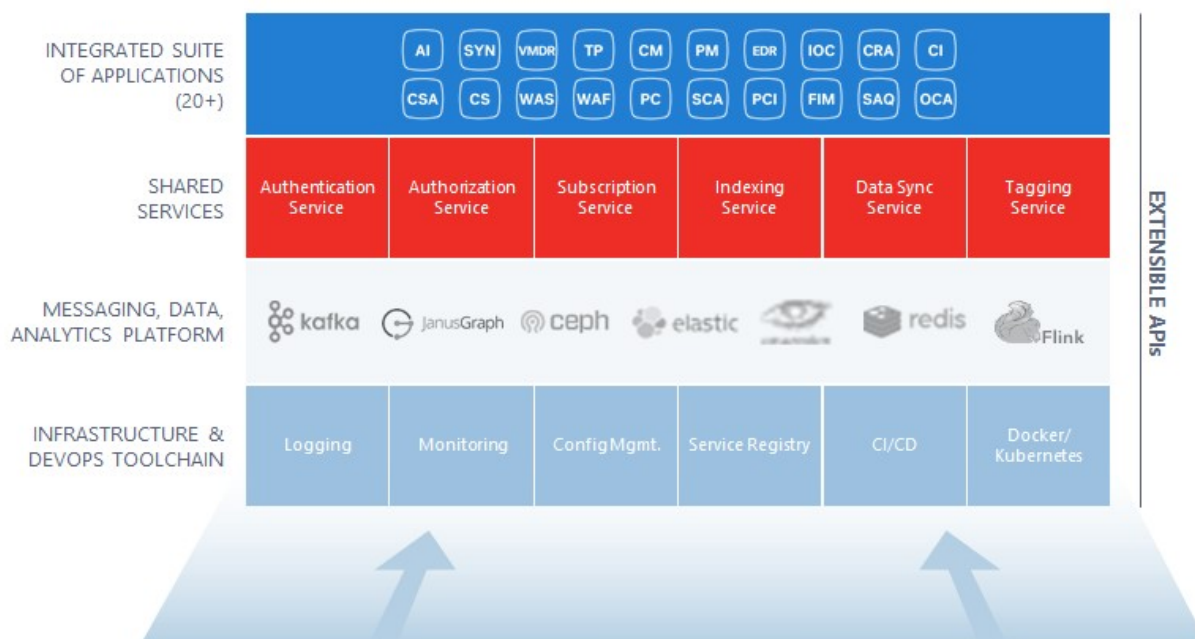 INTEGRATED SUITE
OF APPLICATIONS
(20+)
AI SYN VMDR TP CM PM EDR IOC CRA CI
CSA CS WAS WAF PC SCA PCI FIM SAQ OCA
SHARED
SERVICES
Authentication
Service
Authorization
Service
Subscription
Service
Indexing
Service
Data Sync
Service
Tagging
Service
MESSAGING, DATA,
ANALYTICS PLATFORM
kafka
JanusGraph
ceph
elastic
redis
Flink
INFRASTRUCTURE &
DEVOPS TOOLCHAIN
Logging
Monitoring
Config Mgmt.
Service Registry
CI/CD
Docker/
Kubernetes
EXTENSIBLE APIs